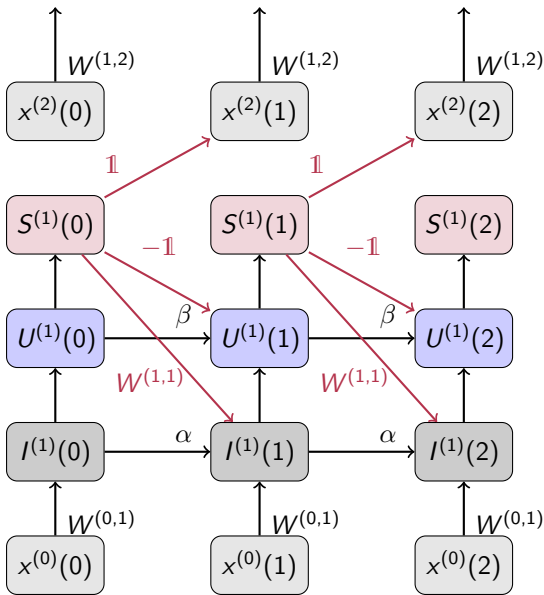 W^{(1,2)} W^{(1,2)} W^{(1,2)}
x^{(2)}(0) x^{(2)}(1) x^{(2)}(2)
𝟙 𝟙
S^{(1)}(0) S^{(1)}(1) S^{(1)}(2)
−𝟙 −𝟙
β β
U^{(1)}(0) U^{(1)}(1) U^{(1)}(2)
W^{(1,1)} W^{(1,1)}
α α
I^{(1)}(0) I^{(1)}(1) I^{(1)}(2)
W^{(0,1)} W^{(0,1)} W^{(0,1)}
x^{(0)}(0) x^{(0)}(1) x^{(0)}(2)